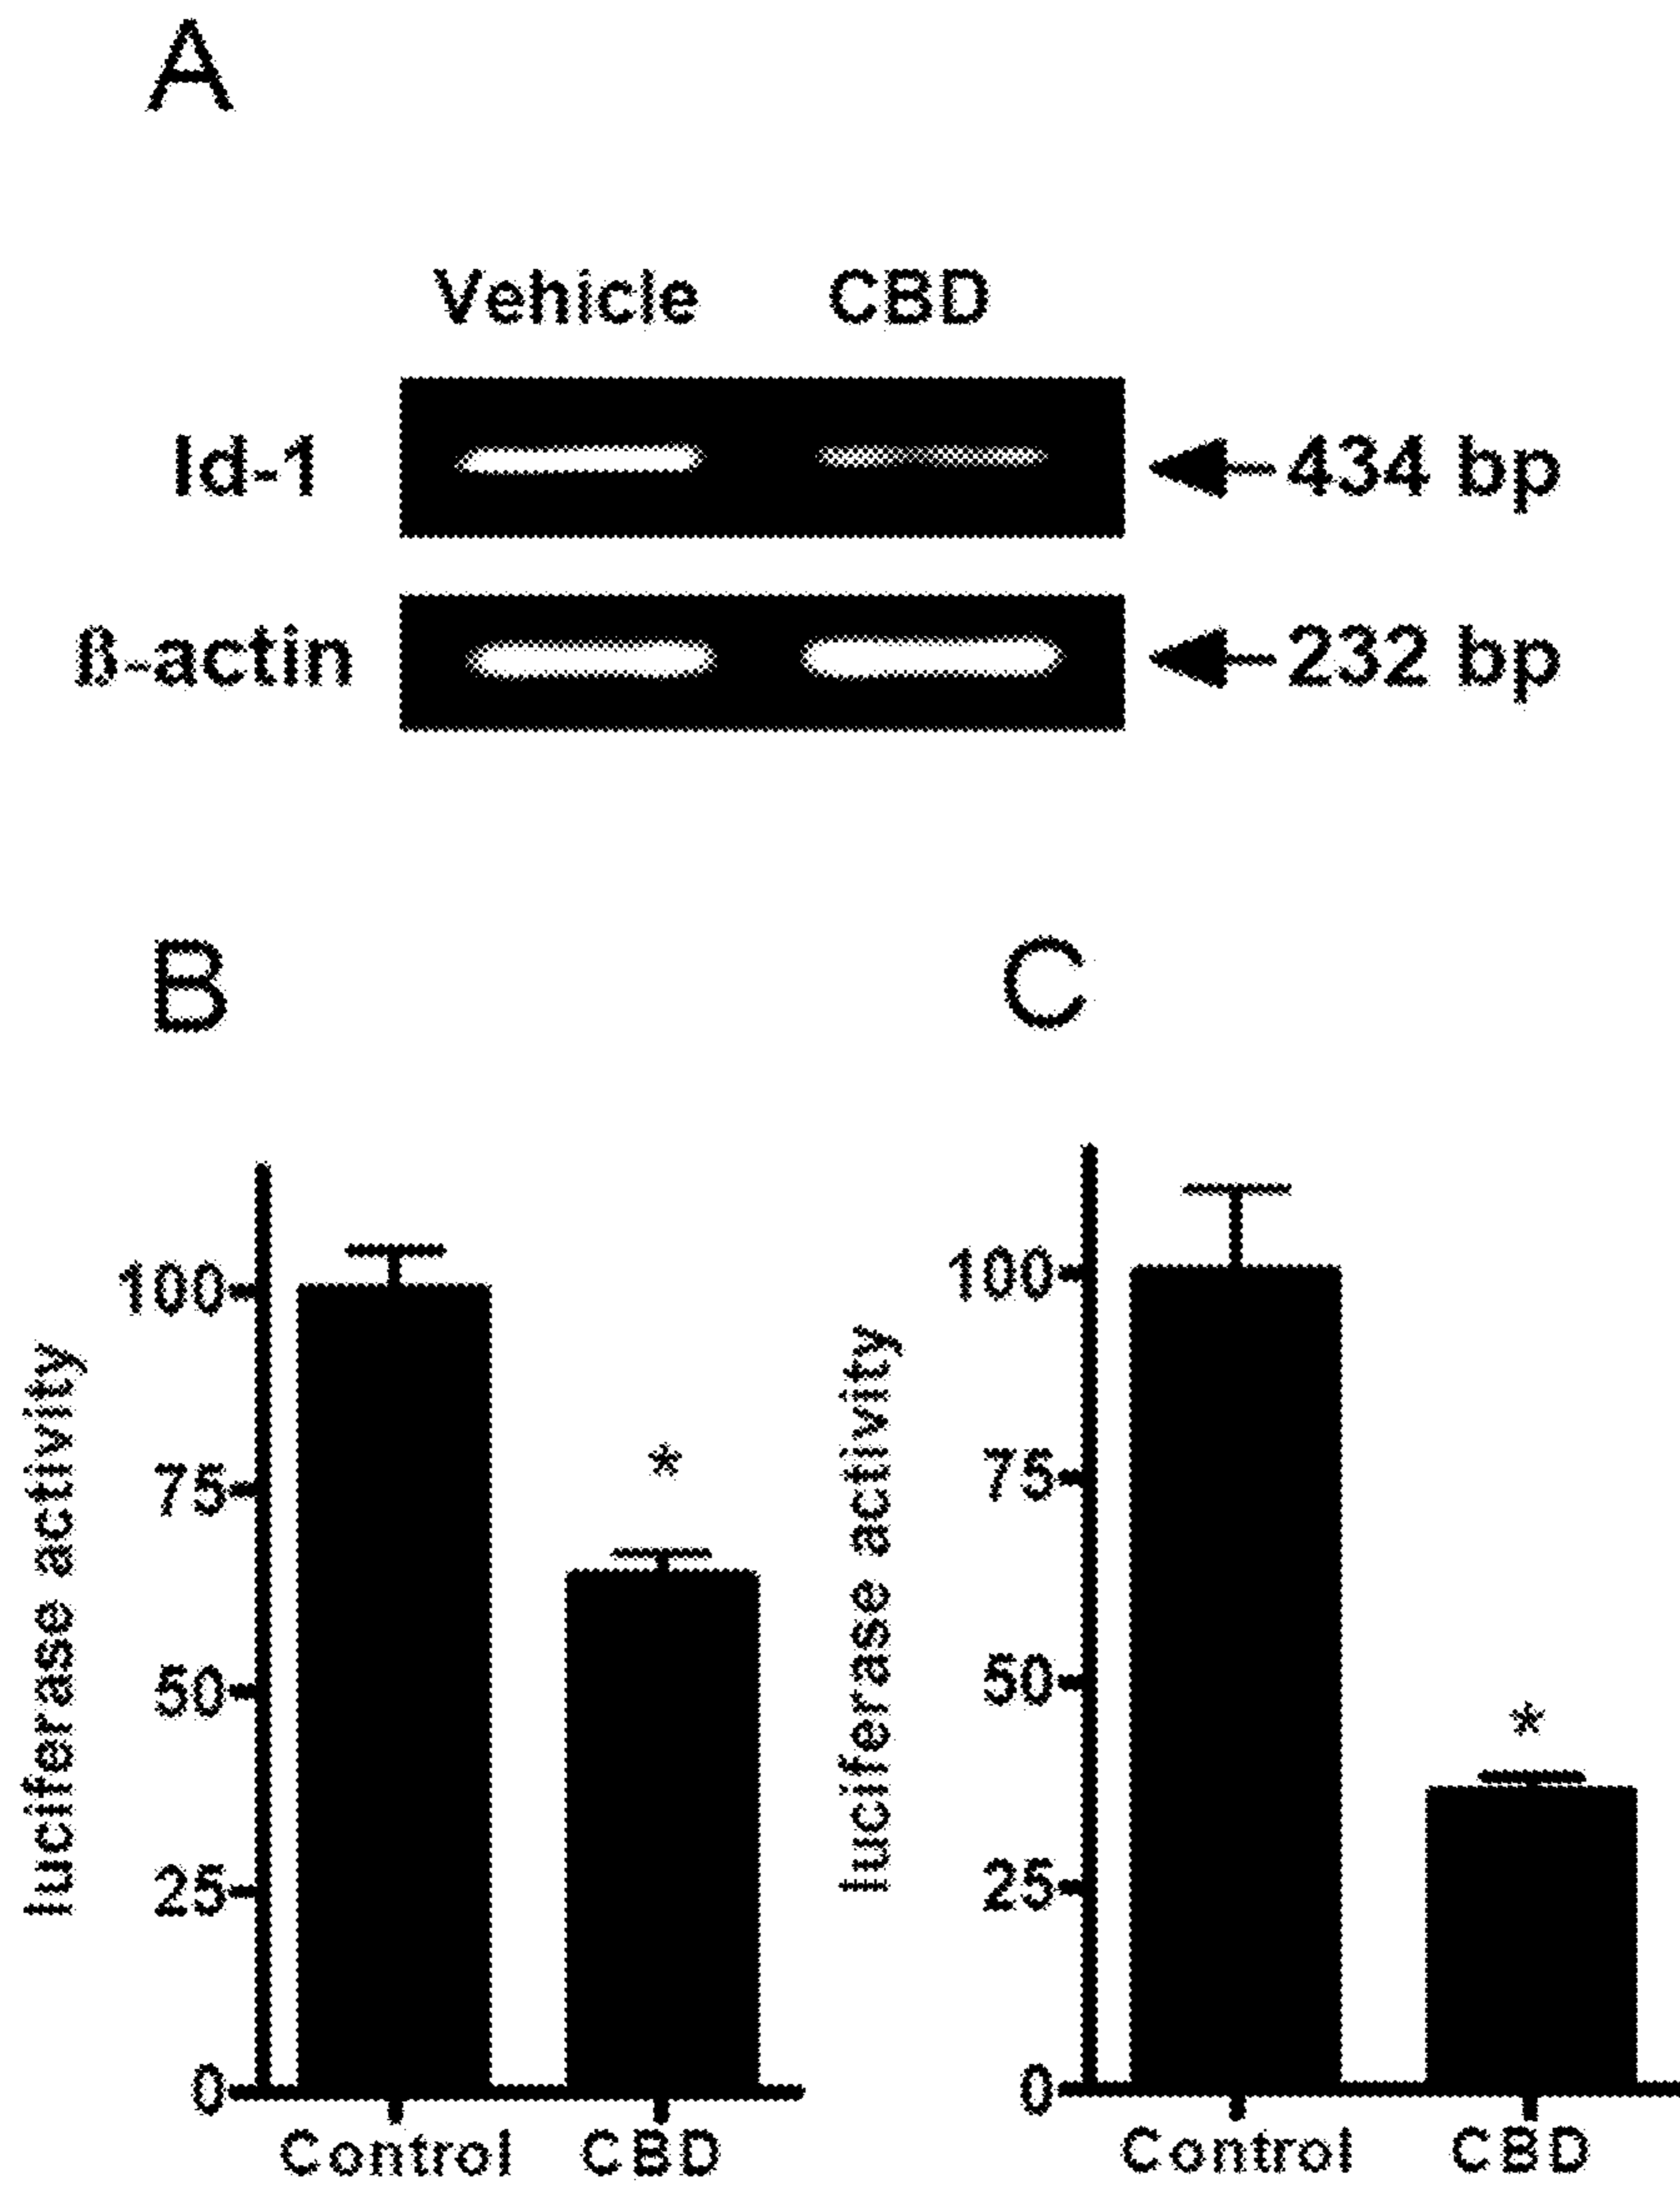 A
Vehicle CBD
Id-1 434 bp
ß-actin 232 bp
B C
luciferase activity
100
75
*
50
25
0
Control CBD
luciferase activity
100
75
50
*
25
0
Control CBD